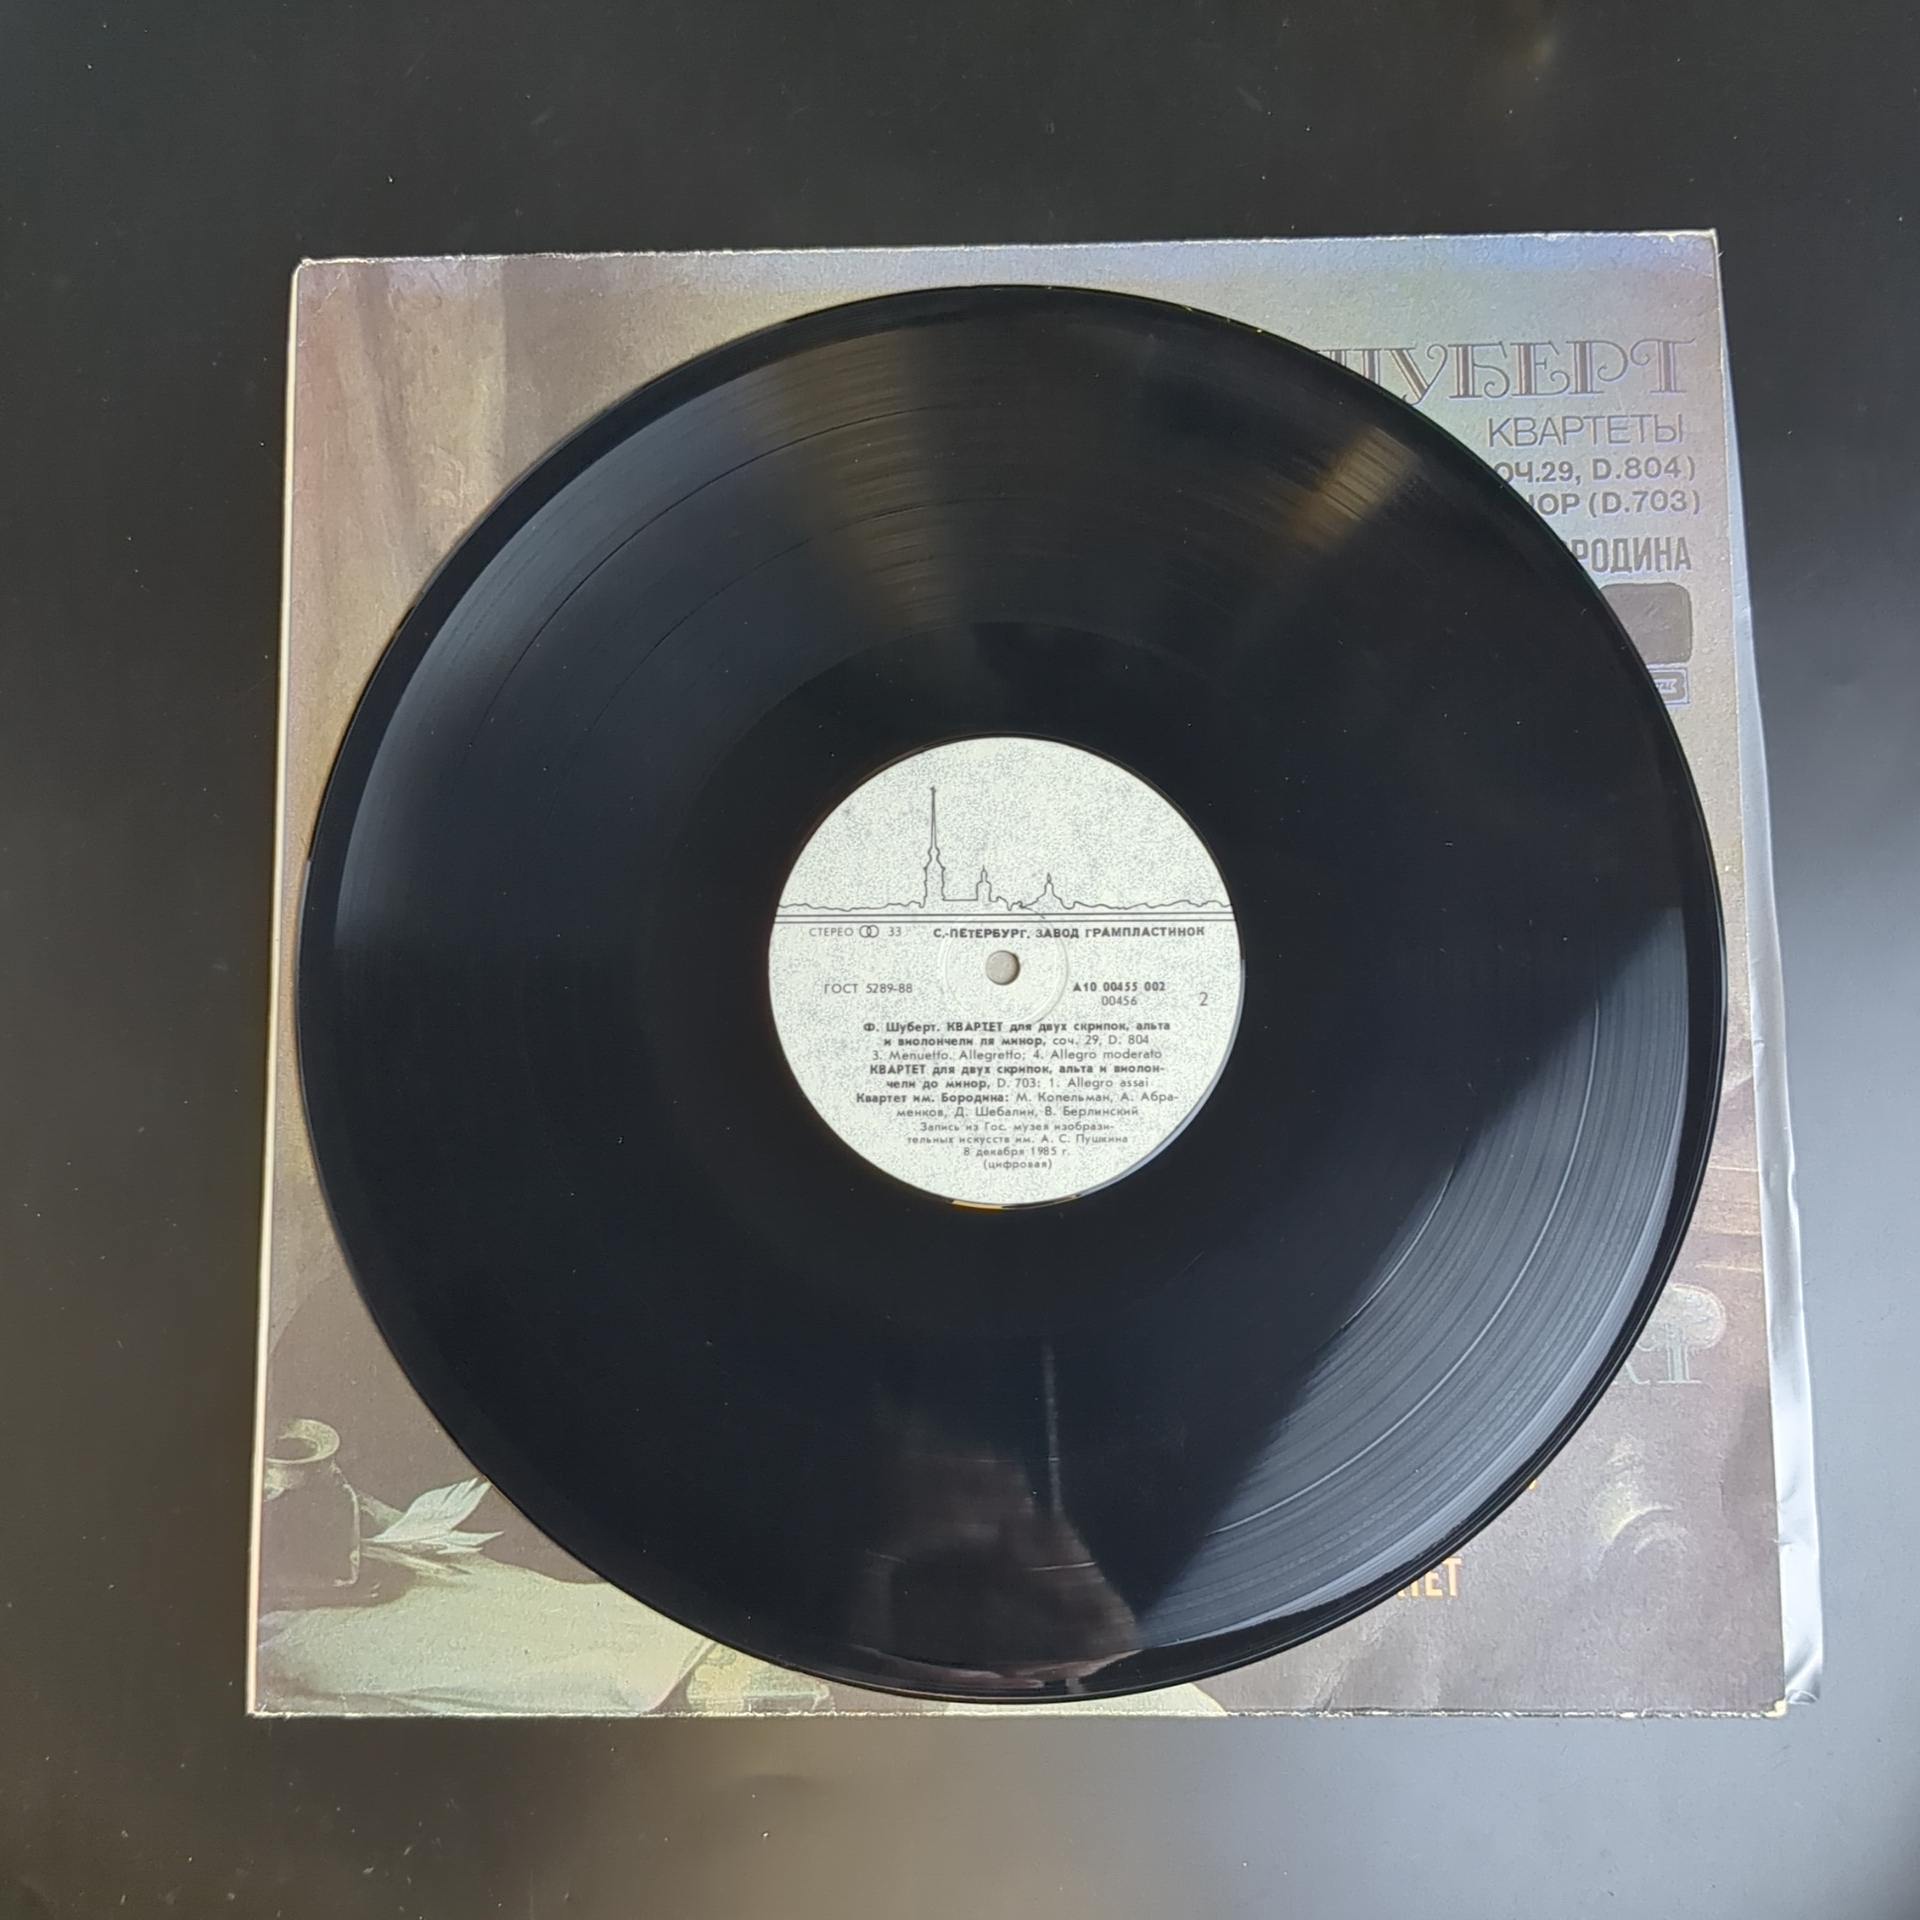 ШУБЕРТ
КВАРТЕТЫ
ОЧ.29, D.804)
ОР (D.703)
РОДИНА
СТЕРЕО 33 С.-ПЕТЕРБУРГ. ЗАВОД ГРАМПЛАСТИНОК
ГОСТ 5289-88 А10 00455 002
00456 2
Ф. Шуберт. КВАРТЕТ для двух скрипок, альта
и виолончели ля минор, соч. 29, D. 804
3. Menuetto. Allegretto; 4. Allegro moderato
КВАРТЕТ для двух скрипок, альта и виолон-
чели до минор, D. 703: 1. Allegro assai
Квартет им. Бородина: М. Копельман, А. Абра-
менков, Д. Шебалин, В. Берлинский
Запись из Гос. музея изобрази-
тельных искусств им. А. С. Пушкина
8 декабря 1985 г.
(цифровая)
ТЕТ